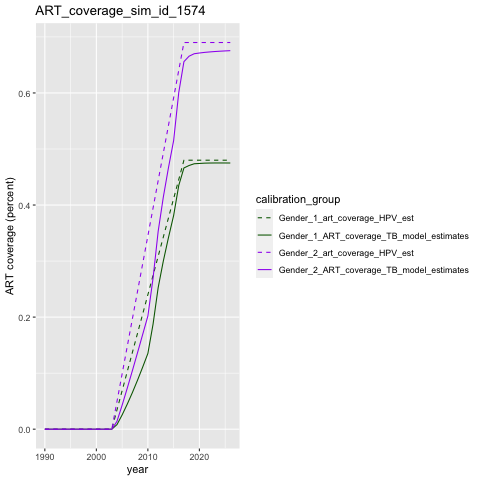 ART_coverage_sim_id_1574
ART coverage (percent)
0.6
0.4
0.2
0.0
1990
2000
2010
2020
year
calibration_group
Gender_1_art_coverage_HPV_est
Gender_1_ART_coverage_TB_model_estimates
Gender_2_art_coverage_HPV_est
Gender_2_ART_coverage_TB_model_estimates